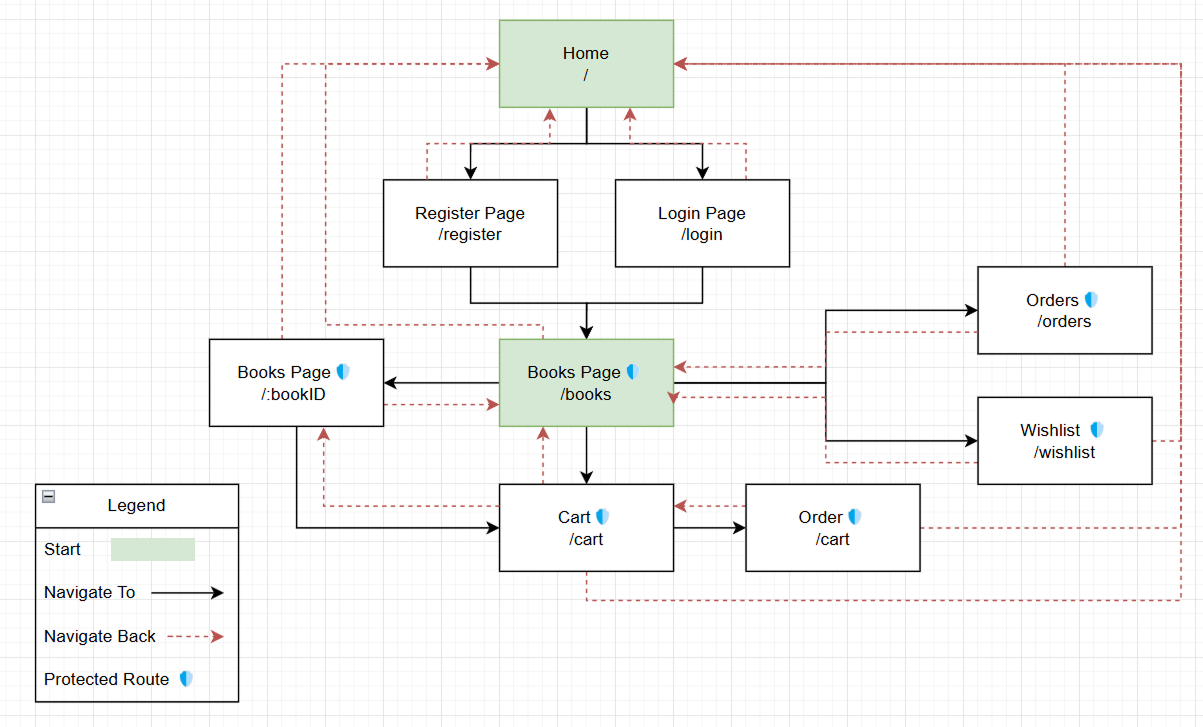 Home
/
Register Page
/register
Login Page
/login
Orders
/orders
Books Page
/:bookID
Books Page
/books
Wishlist
/wishlist
Cart
/cart
Order
/cart
Legend
Start
Navigate To
Navigate Back
Protected Route